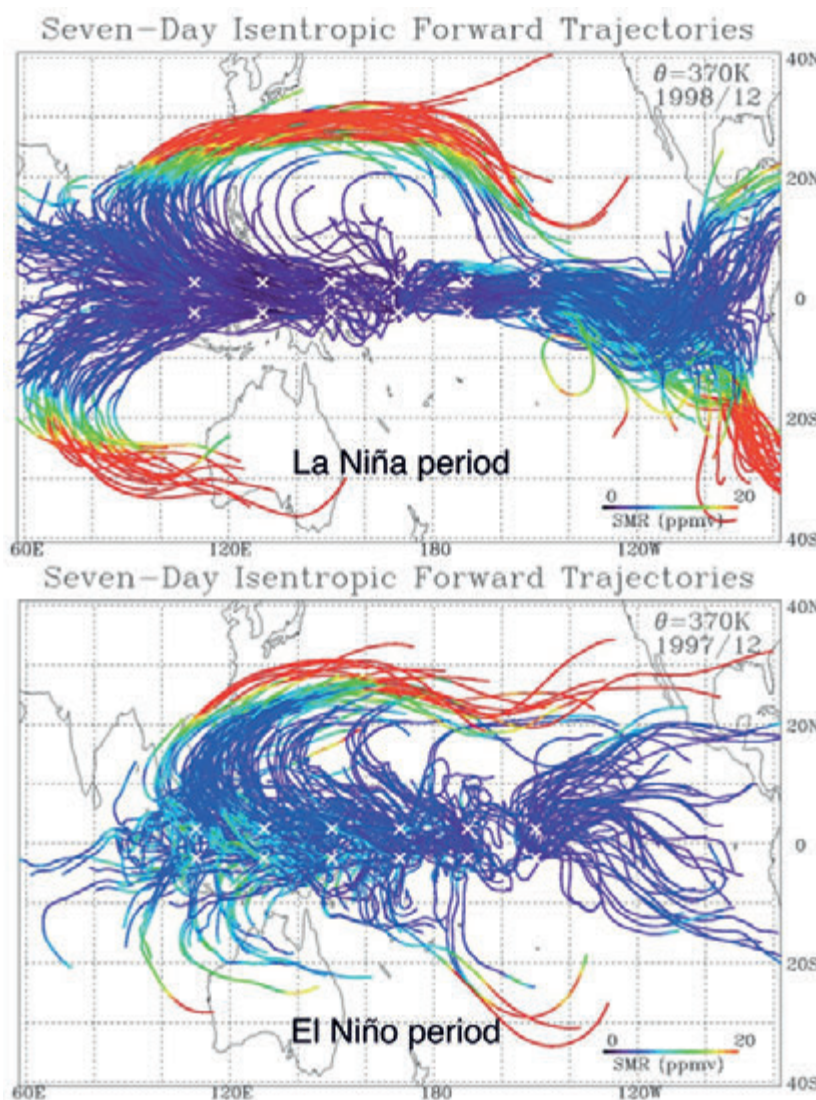 Seven-Day Isentropic Forward Trajectories
40N
θ=370K
1998/12
20N
0
20S
La Niña period
0 20
SMR (ppmv)
40S
60E 120E 180 120W
Seven-Day Isentropic Forward Trajectories
40N
θ=370K
1997/12
20N
0
20S
El Niño period
0 20
SMR (ppmv)
40S
60E 120E 180 120W